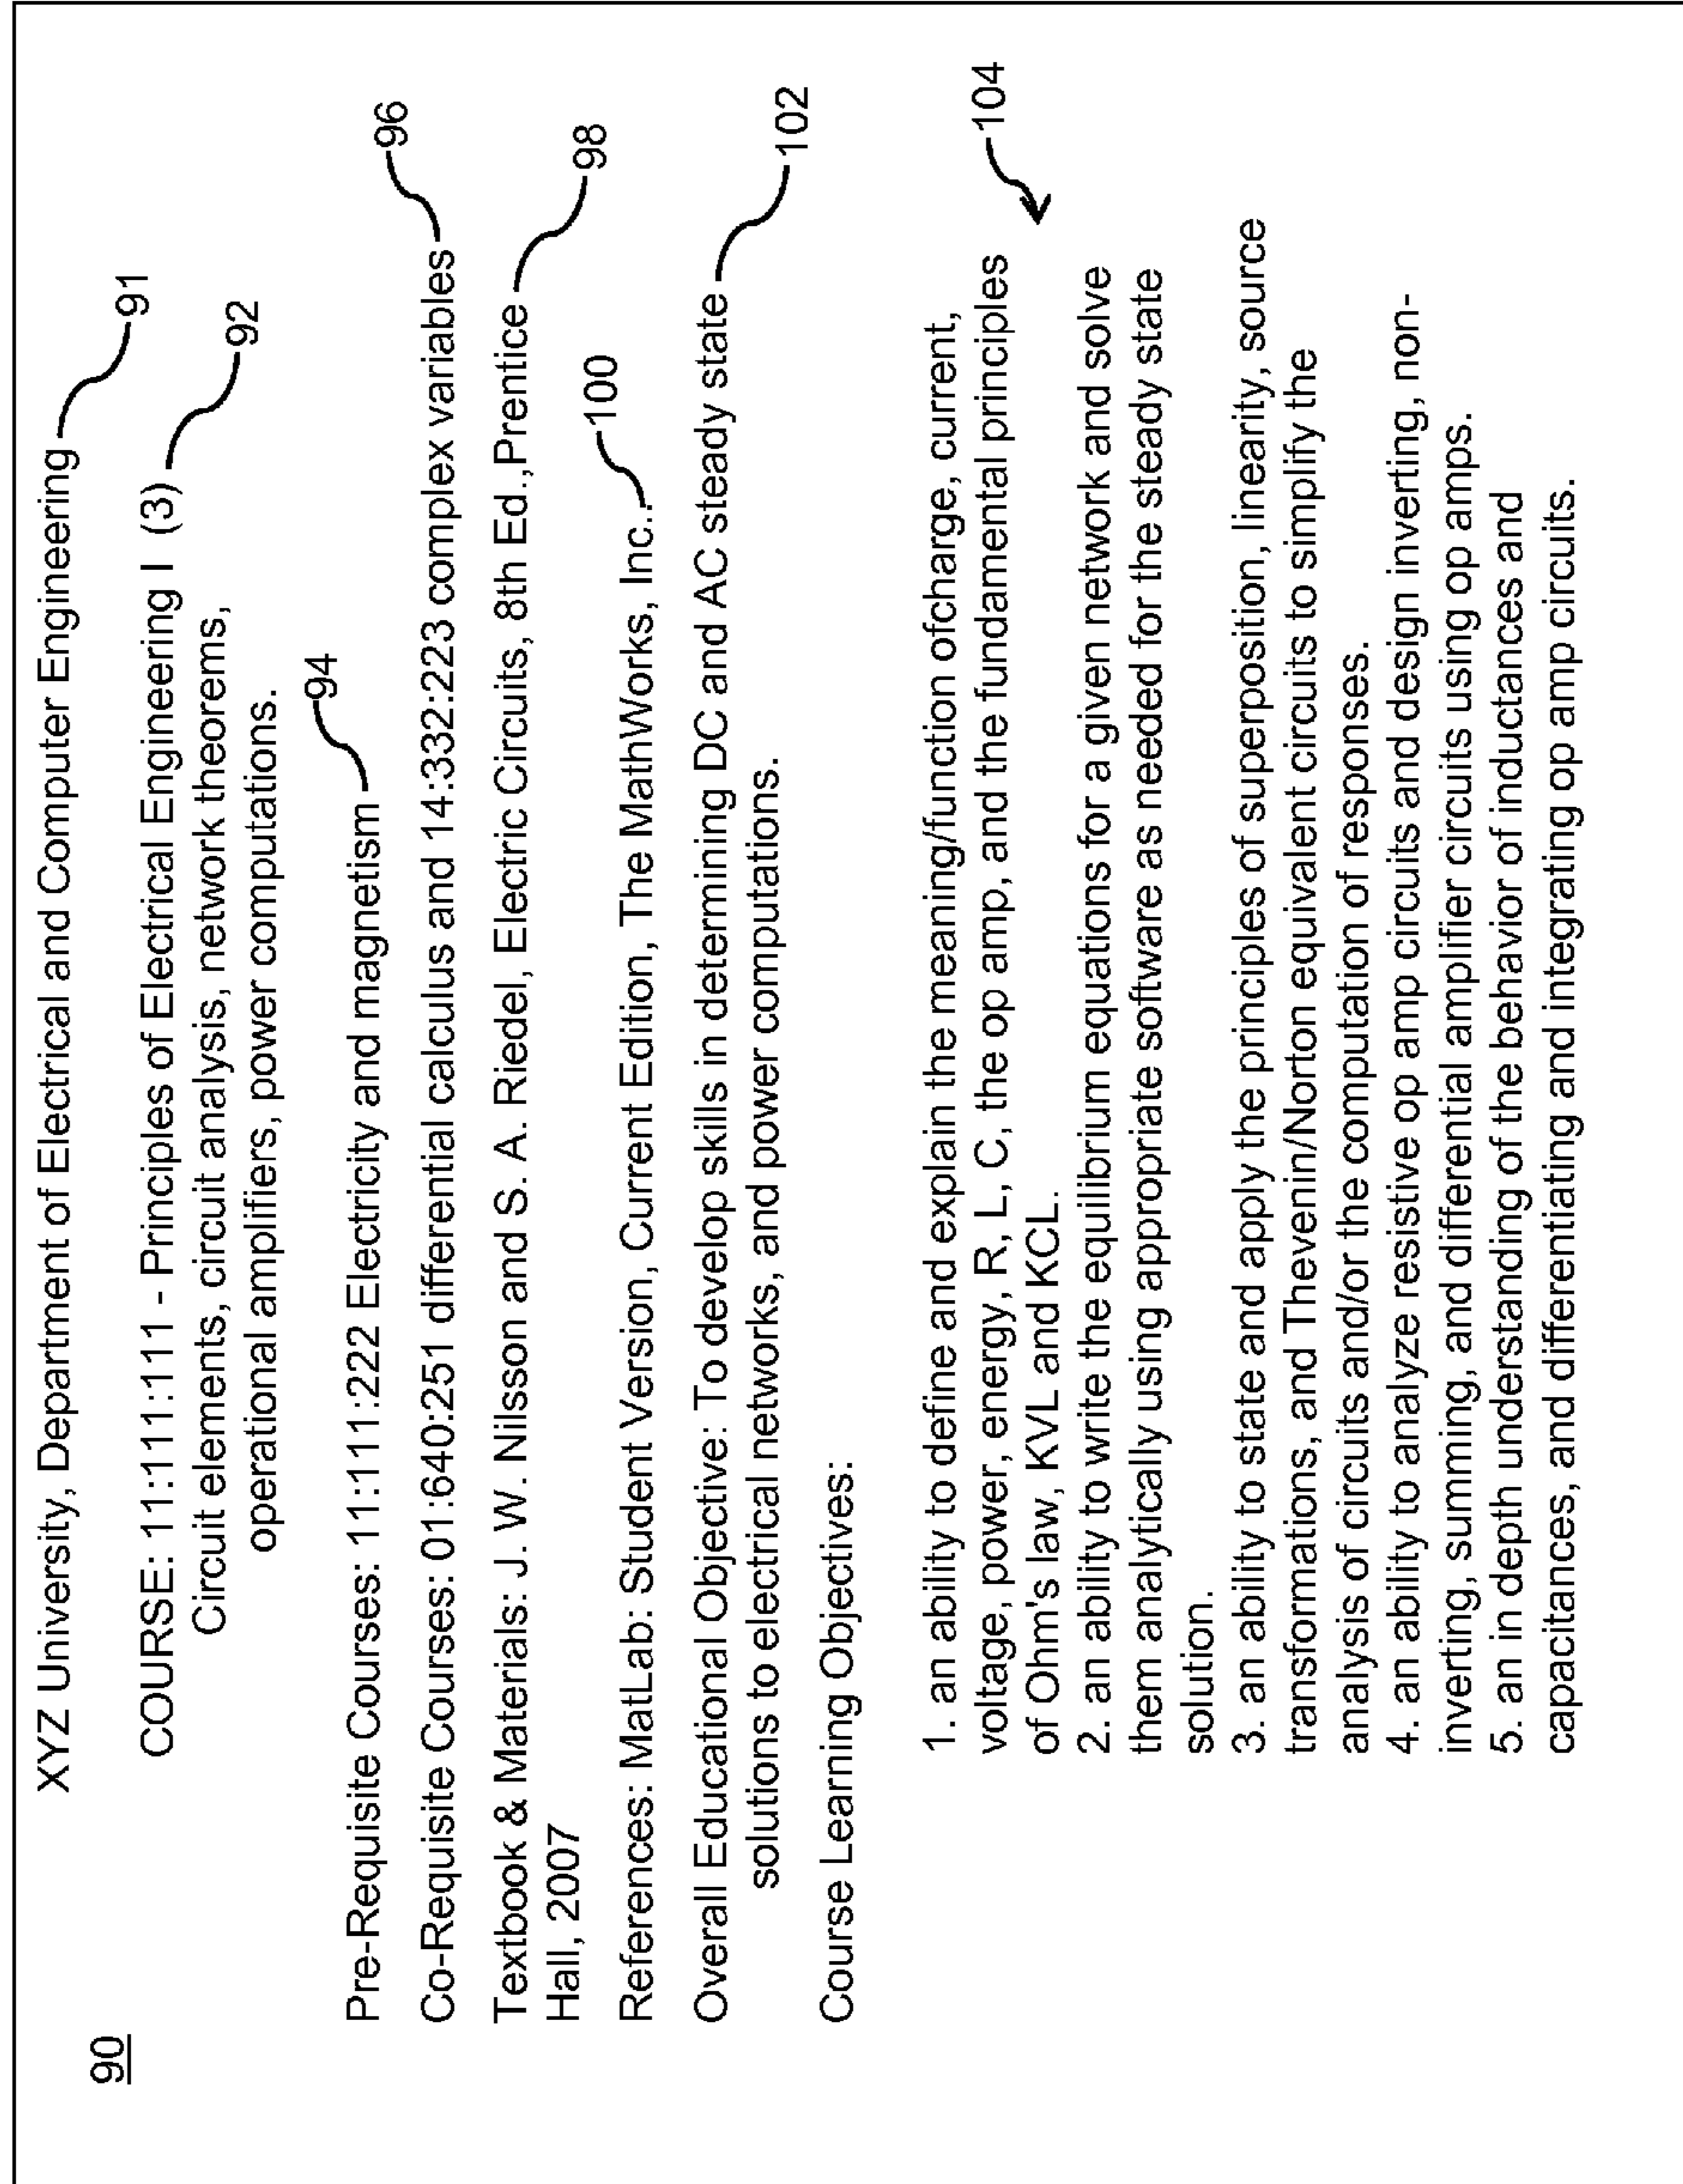 90
XYZ University, Department of Electrical and Computer Engineering 91
COURSE: 11:111:111 - Principles of Electrical Engineering I (3) 92
Circuit elements, circuit analysis, network theorems,
operational amplifiers, power computations.
94
Pre-Requisite Courses: 11:111:222 Electricity and magnetism
Co-Requisite Courses: 01:640:251 differential calculus and 14:332:223 complex variables 96
Textbook & Materials: J. W. Nilsson and S. A. Riedel, Electric Circuits, 8th Ed.,Prentice 98
Hall, 2007
100
References: MatLab: Student Version, Current Edition, The MathWorks, Inc..
Overall Educational Objective: To develop skills in determining DC and AC steady state 102
solutions to electrical networks, and power computations.
Course Learning Objectives:
104
1. an ability to define and explain the meaning/function ofcharge, current,
voltage, power, energy, R, L, C, the op amp, and the fundamental principles
of Ohm's law, KVL and KCL.
2. an ability to write the equilibrium equations for a given network and solve
them analytically using appropriate software as needed for the steady state
solution.
3. an ability to state and apply the principles of superposition, linearity, source
transformations, and Thevenin/Norton equivalent circuits to simplify the
analysis of circuits and/or the computation of responses.
4. an ability to analyze resistive op amp circuits and design inverting, non-
inverting, summing, and differential amplifier circuits using op amps.
5. an in depth understanding of the behavior of inductances and
capacitances, and differentiating and integrating op amp circuits.